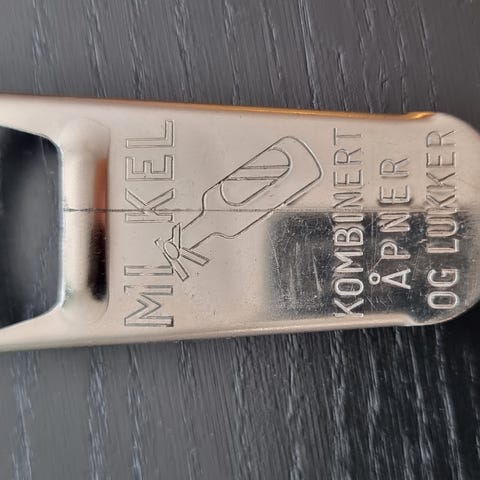 MIKKEL
KOMBINERT
ÅPNER
OG LUKKER